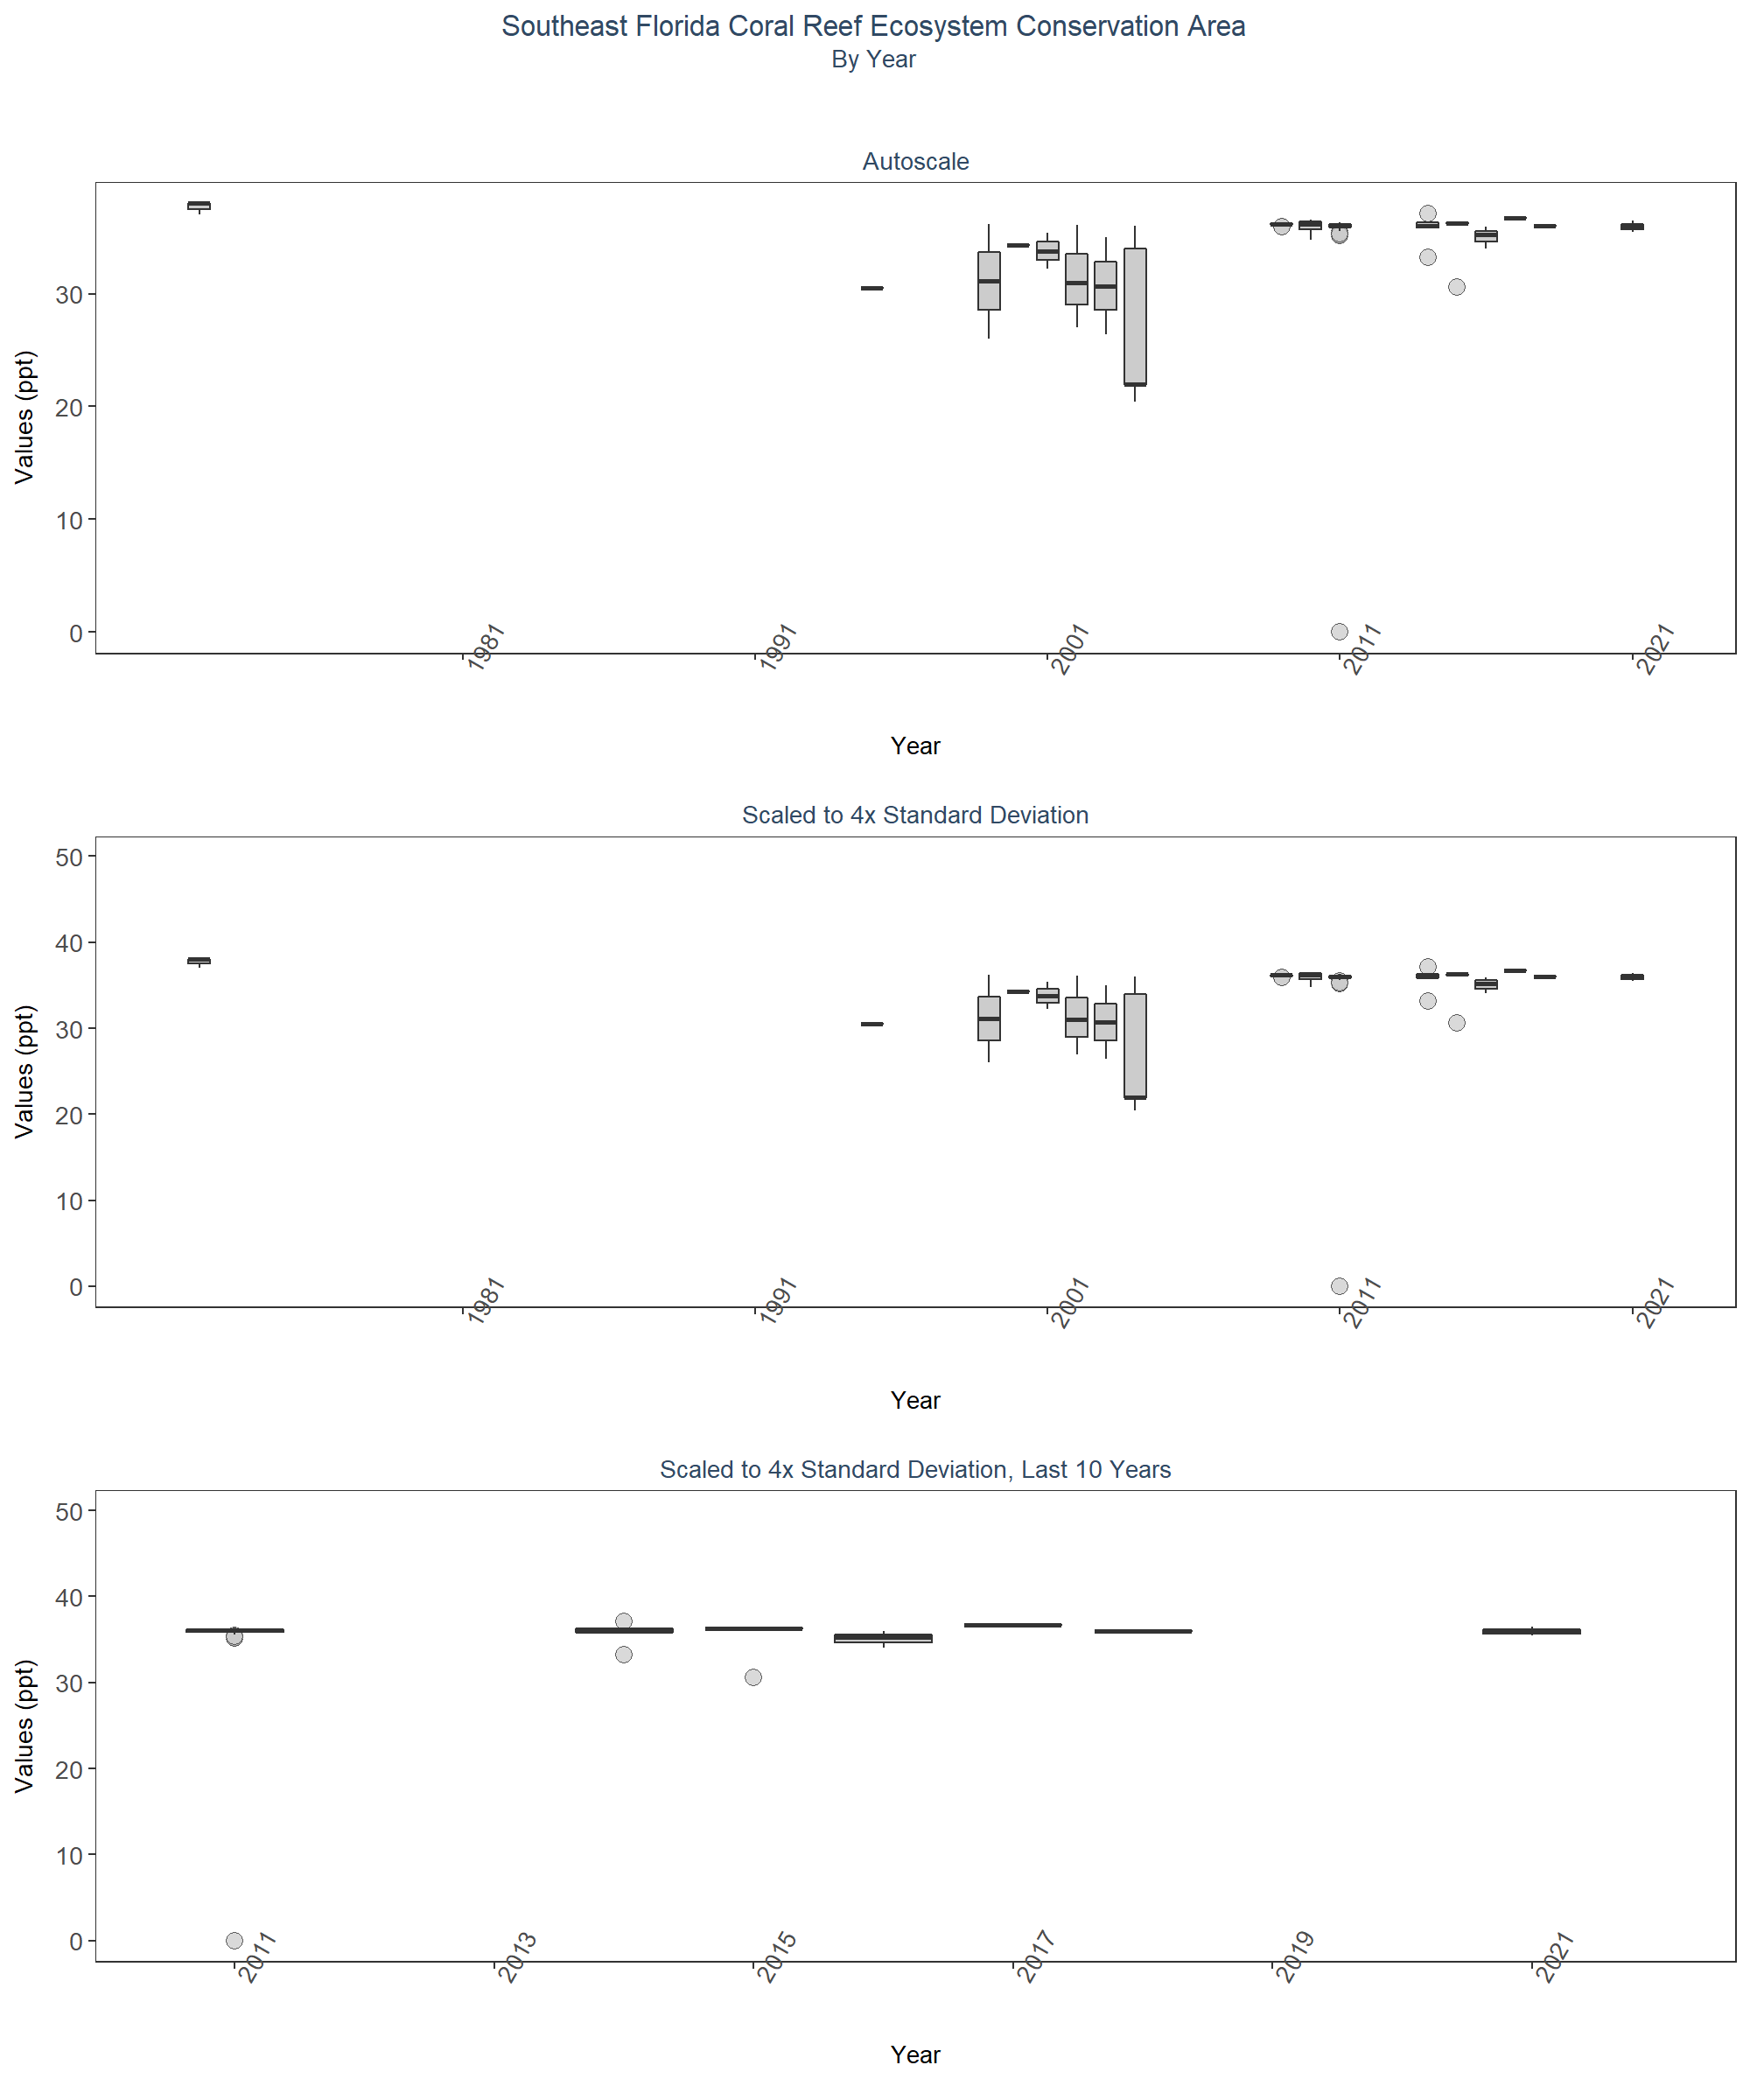 Southeast Florida Coral Reef Ecosystem Conservation Area
By Year
Autoscale
Values (ppt)
30
20
10
0
1981
1991
2001
2011
2021
Year
Scaled to 4x Standard Deviation
Values (ppt)
50
40
30
20
10
0
1981
1991
2001
2011
2021
Year
Scaled to 4x Standard Deviation, Last 10 Years
Values (ppt)
50
40
30
20
10
0
2011
2013
2015
2017
2019
2021
Year